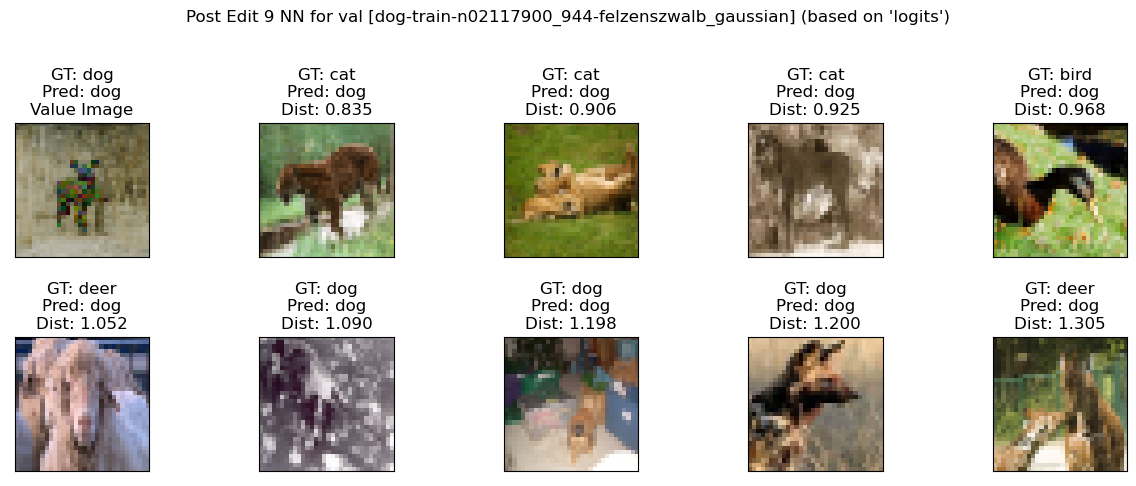 Post Edit 9 NN for val [dog-train-n02117900_944-felzenszwalb_gaussian] (based on 'logits')
GT: dog
Pred: dog
Value Image
GT: cat
Pred: dog
Dist: 0.835
GT: cat
Pred: dog
Dist: 0.906
GT: cat
Pred: dog
Dist: 0.925
GT: bird
Pred: dog
Dist: 0.968
GT: deer
Pred: dog
Dist: 1.052
GT: dog
Pred: dog
Dist: 1.090
GT: dog
Pred: dog
Dist: 1.198
GT: dog
Pred: dog
Dist: 1.200
GT: deer
Pred: dog
Dist: 1.305